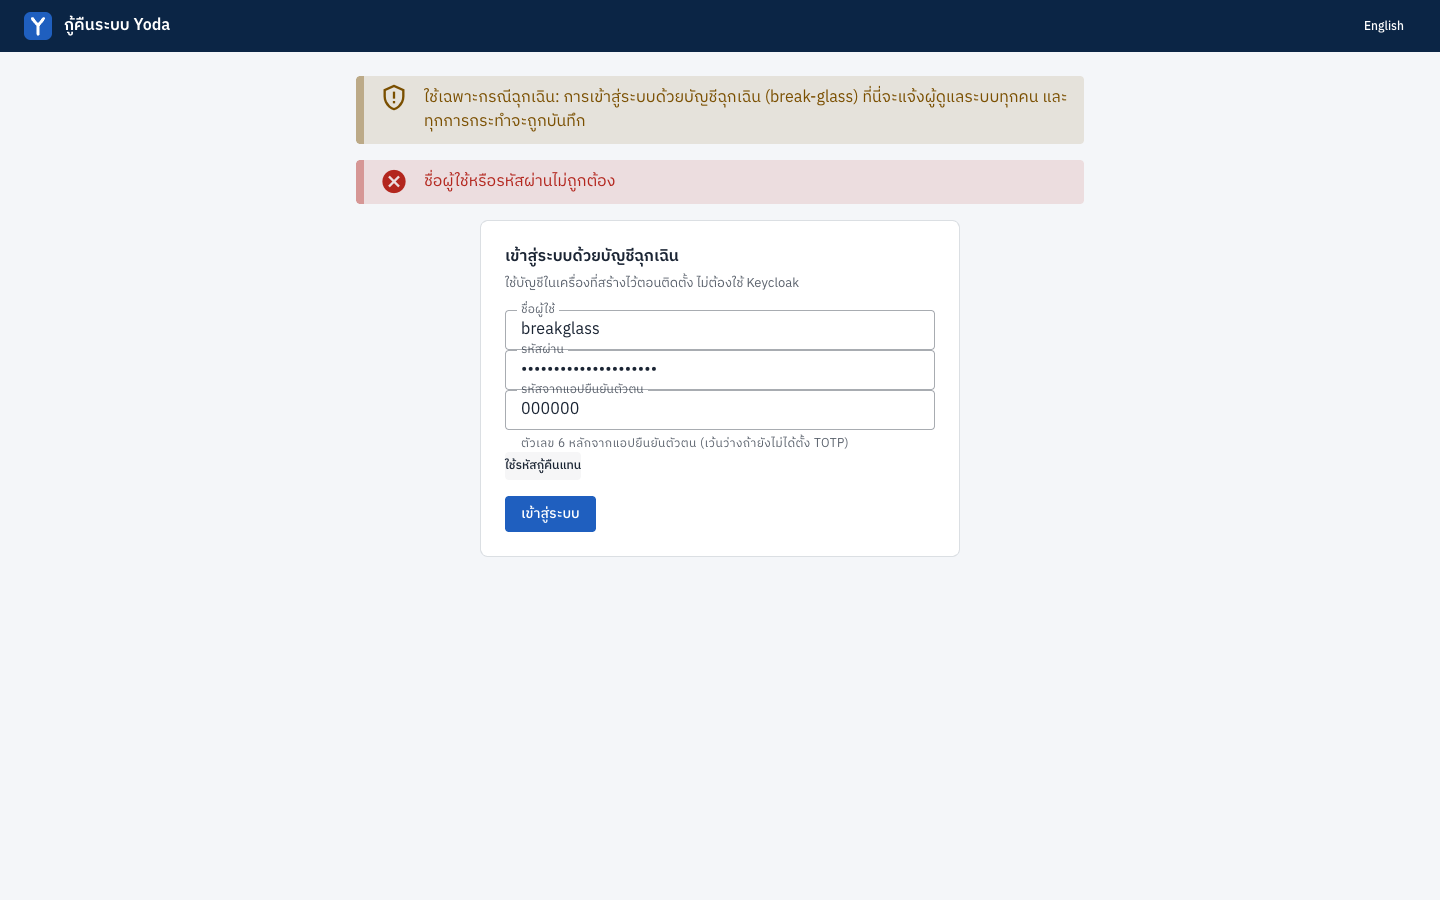 กู้คืนระบบ Yoda
English
ใช้เฉพาะกรณีฉุกเฉิน: การเข้าสู่ระบบด้วยบัญชีฉุกเฉิน (break-glass) ที่นี่จะแจ้งผู้ดูแลระบบทุกคน และ
ทุกการกระทำจะถูกบันทึก
ชื่อผู้ใช้หรือรหัสผ่านไม่ถูกต้อง
เข้าสู่ระบบด้วยบัญชีฉุกเฉิน
ใช้บัญชีในเครื่องที่สร้างไว้ตอนติดตั้ง ไม่ต้องใช้ Keycloak
ชื่อผู้ใช้
breakglass
รหัสผ่าน
•••••••••••••••••••••
รหัสจากแอปยืนยันตัวตน
000000
ตัวเลข 6 หลักจากแอปยืนยันตัวตน (เว้นว่างถ้ายังไม่ได้ตั้ง TOTP)
ใช้รหัสกู้คืนแทน
เข้าสู่ระบบ